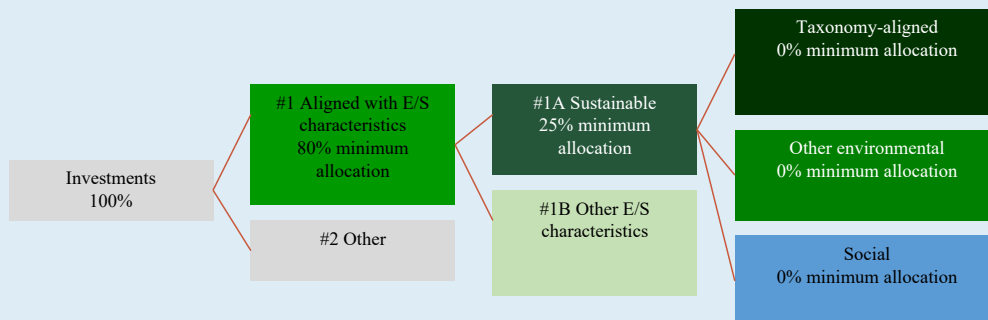 Investments
100%
#1 Aligned with E/S
characteristics
80% minimum
allocation
#2 Other
#1A Sustainable
25% minimum
allocation
#1B Other E/S
characteristics
Taxonomy-aligned
0% minimum allocation
Other environmental
0% minimum allocation
Social
0% minimum allocation